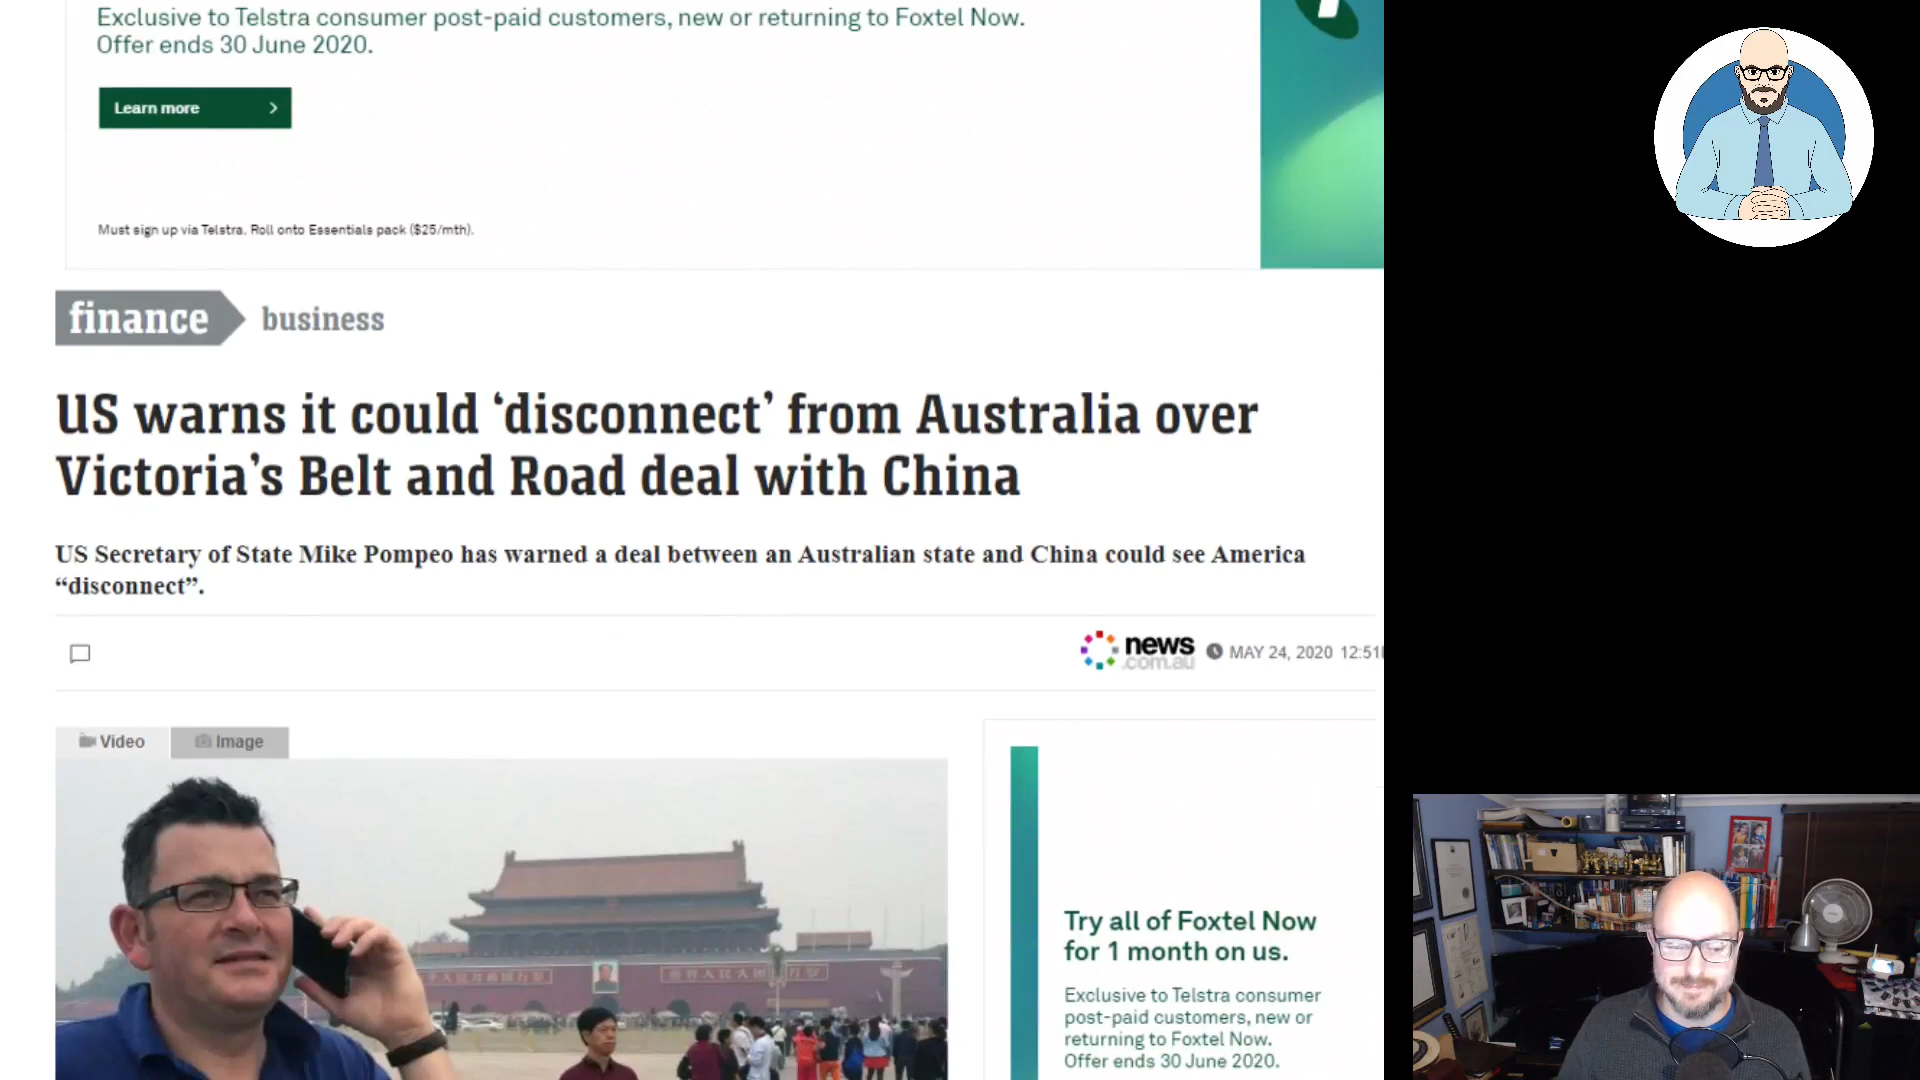 Exclusive to Telstra consumer post-paid customers, new or returning to Foxtel Now.
Offer ends 30 June 2020.
Learn more
Must sign up via Telstra. Roll onto Essentials pack ($25/mth).
finance business
US warns it could ‘disconnect’ from Australia over
Victoria’s Belt and Road deal with China
US Secretary of State Mike Pompeo has warned a deal between an Australian state and China could see America
“disconnect”.
news
.com.au
MAY 24, 2020 12:51
Video
Image
Try all of Foxtel Now
for 1 month on us.
Exclusive to Telstra consumer
post-paid customers, new or
returning to Foxtel Now.
Offer ends 30 June 2020.